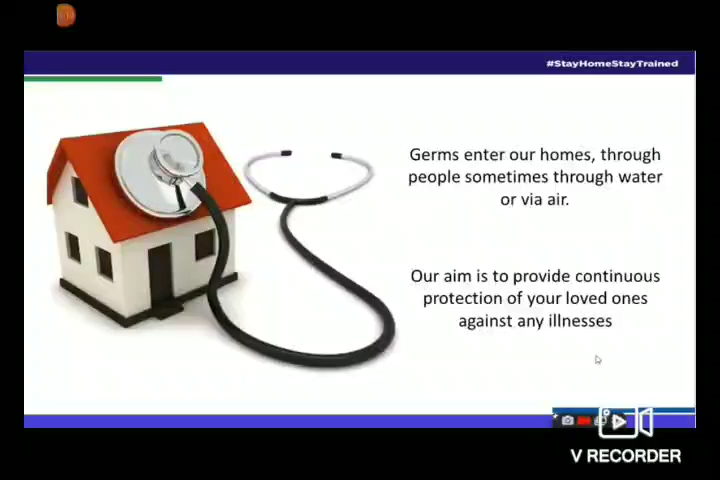 #StayHomeStayTrained
Germs enter our homes, through
people sometimes through water
or via air.
Our aim is to provide continuous
protection of your loved ones
against any illnesses
V RECORDER